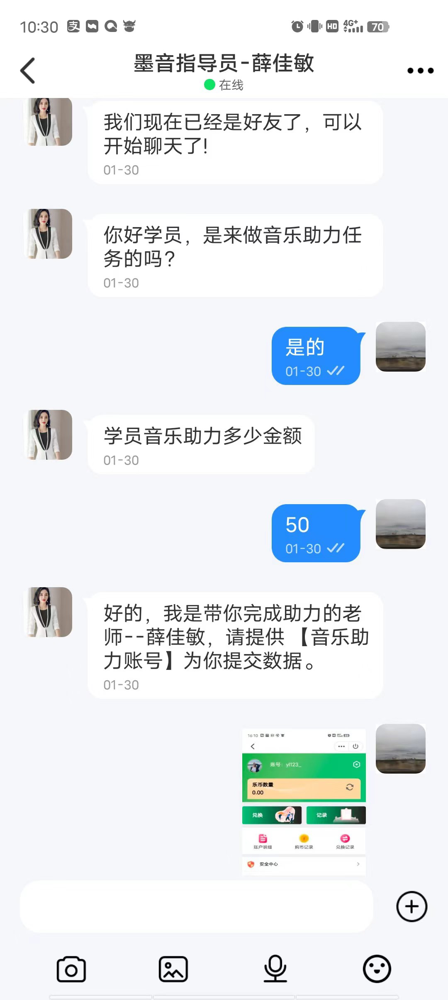 10:30
支
HD 4G+ 70
墨音指导员-薛佳敏
在线
我们现在已经是好友了，可以
开始聊天了!
01-30
你好学员，是来做音乐助力任
务的吗?
01-30
是的
01-30
学员音乐助力多少金额
01-30
50
01-30
好的，我是带你完成助力的老
师--薛佳敏，请提供 【音乐助
力账号】为你提交数据。
01-30
16:10
账号：yl123_
乐币数量
0.00
兑换
记录
账户明细
购币记录
兑换记录
安全中心